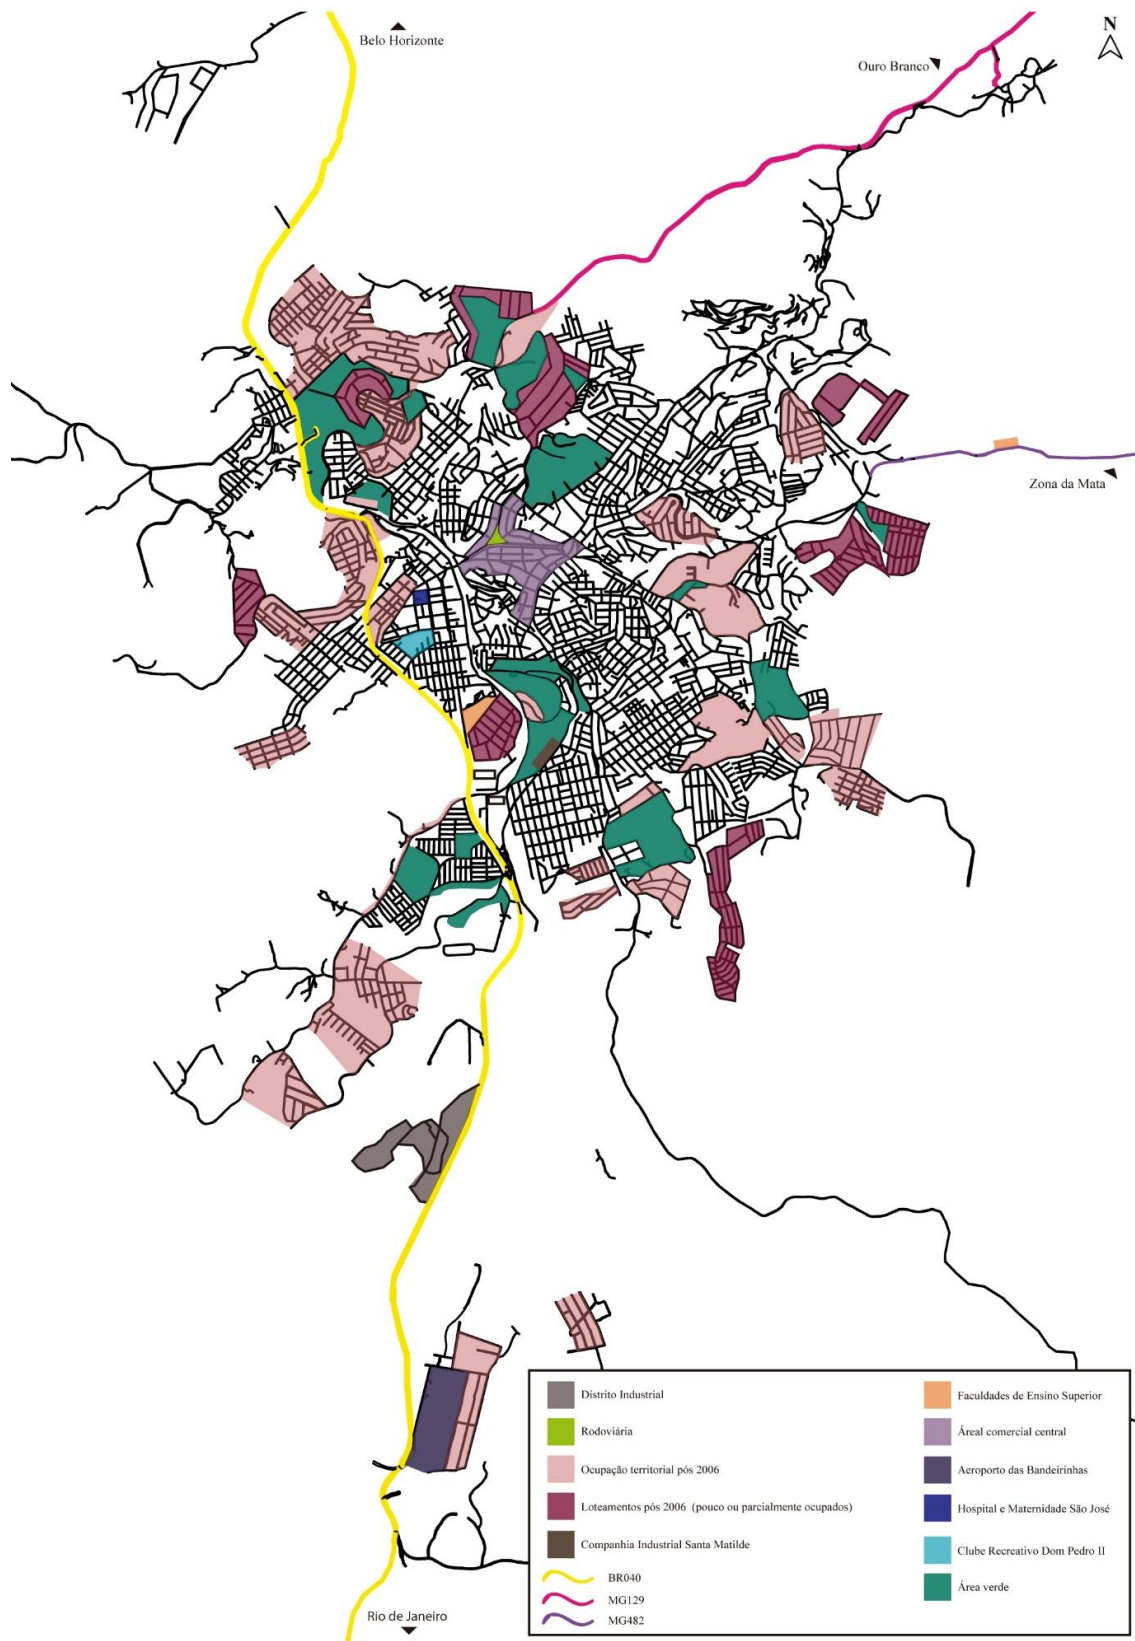 Belo Horizonte
N
Ouro Branco
Zona da Mata
Distrito Industrial
Rodoviária
Ocupação territorial pós 2006
Loteamentos pós 2006 (pouco ou parcialmente ocupados)
Companhia Industrial Santa Matilde
BR040
MG129
MG482
Faculdades de Ensino Superior
Áreal comercial central
Aeroporto das Bandeirinhas
Hospital e Maternidade São José
Clube Recreativo Dom Pedro II
Área verde
Rio de Janeiro